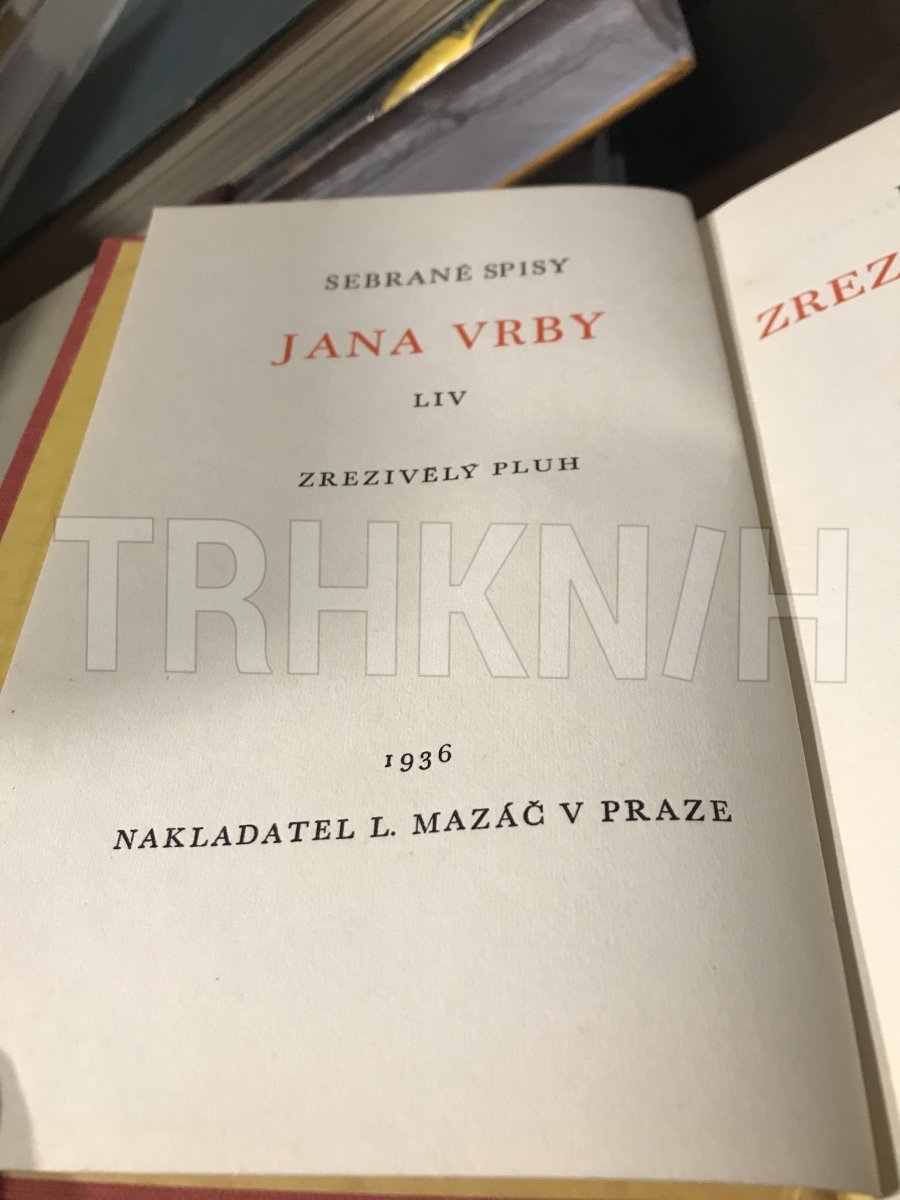 SEBRANÉ SPISY
JANA VRBY
LIV
ZREZIVĚLÝ PLUH
TRHKNIH
1936
NAKLADATEL L. MAZÁČ V PRAZE
ZREZ